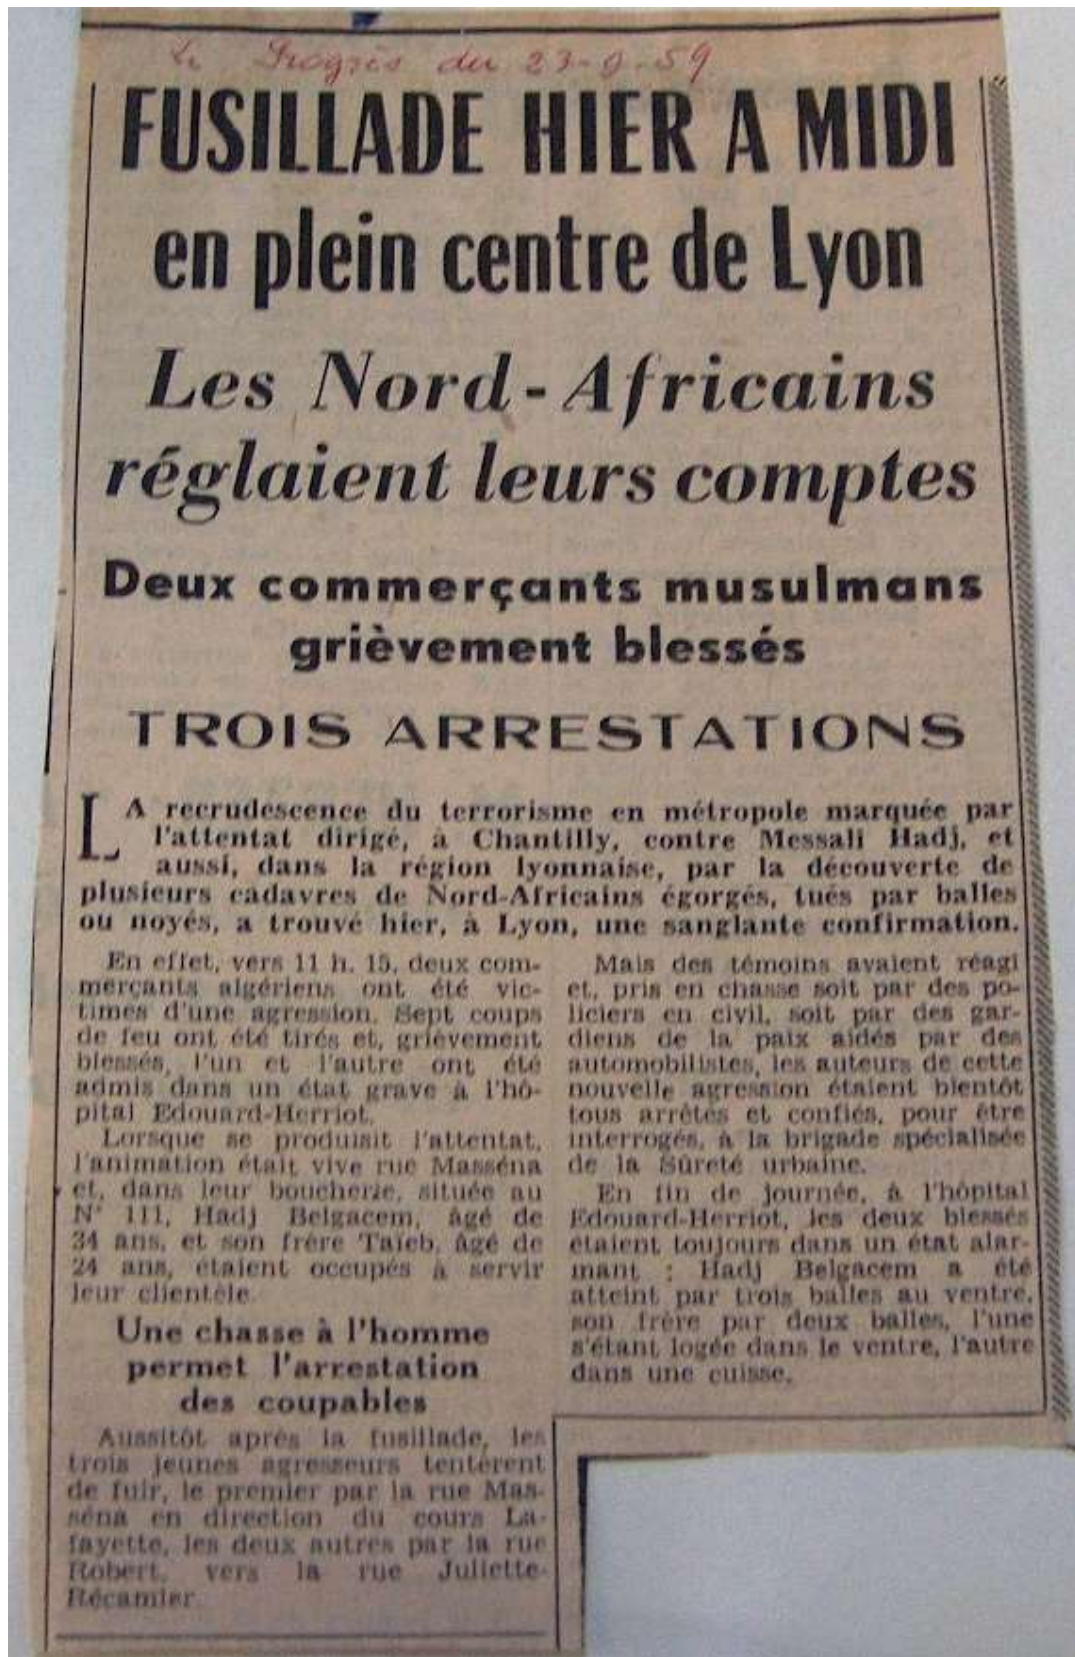 Le Progrès du 23-9-59
FUSILLADE HIER A MIDI
en plein centre de Lyon
Les Nord-Africains
réglaient leurs comptes
Deux commerçants musulmans
grièvement blessés
TROIS ARRESTATIONS
LA recrudescence du terrorisme en métropole marquée par
l'attentat dirigé, à Chantilly, contre Messali Hadj, et
aussi, dans la région lyonnaise, par la découverte de
plusieurs cadavres de Nord-Africains égorgés, tués par balles
ou noyés, a trouvé hier, à Lyon, une sanglante confirmation.
En effet, vers 11 h. 15, deux com-
merçants algériens ont été vic-
times d'une agression. Sept coups
de feu ont été tirés et, grièvement
blessés, l'un et l'autre ont été
admis dans un état grave à l'hô-
pital Edouard-Herriot.
Lorsque se produisit l'attentat,
l'animation était vive rue Masséna
et, dans leur boucherie, située au
N° 111, Hadj Belgacem, âgé de
34 ans, et son frère Taïeb, âgé de
24 ans, étaient occupés à servir
leur clientèle.
Une chasse à l'homme
permet l'arrestation
des coupables
Aussitôt après la fusillade, les
trois jeunes agresseurs tentèrent
de fuir, le premier par la rue Mas-
séna en direction du cours La-
fayette, les deux autres par la rue
Robert, vers la rue Juliette-
Récamier.
Mais des témoins avaient réagi
et, pris en chasse soit par des po-
liciers en civil, soit par des gar-
diens de la paix aidés par des
automobilistes, les auteurs de cette
nouvelle agression étaient bientôt
tous arrêtés et confiés, pour être
interrogés, à la brigade spécialisée
de la Sûreté urbaine.
En fin de journée, à l'hôpital
Edouard-Herriot, les deux blessés
étaient toujours dans un état alar-
mant : Hadj Belgacem a été
atteint par trois balles au ventre,
son frère par deux balles, l'une
s'étant logée dans le ventre, l'autre
dans une cuisse.